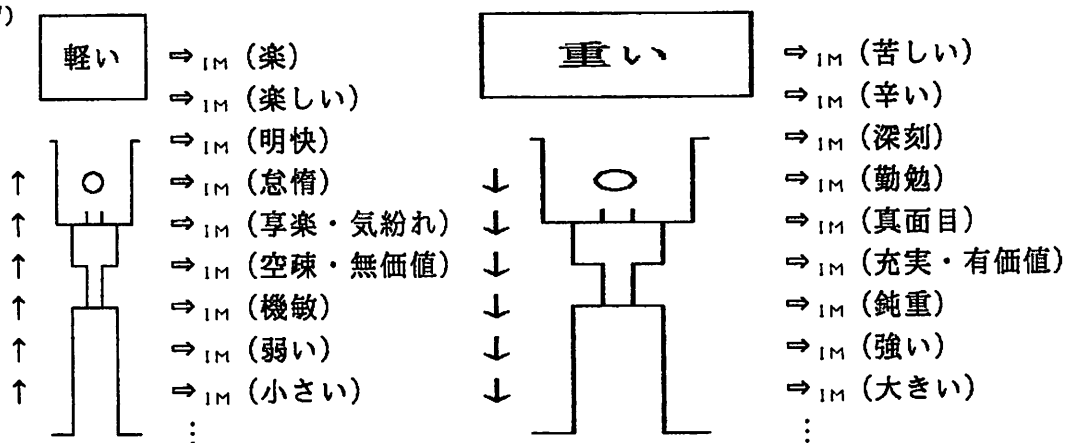 軽い
⇒IM(楽)
⇒IM(楽しい)
⇒IM(明快)
↑ ⇒IM(怠惰)
↑ ⇒IM(享楽・気紛れ)
↑ ⇒IM(空疎・無価値)
↑ ⇒IM(機敏)
↑ ⇒IM(弱い)
↑ ⇒IM(小さい)
⋮
重い
⇒IM(苦しい)
⇒IM(辛い)
⇒IM(深刻)
↓ ⇒IM(勤勉)
↓ ⇒IM(真面目)
↓ ⇒IM(充実・有価値)
↓ ⇒IM(鈍重)
↓ ⇒IM(強い)
↓ ⇒IM(大きい)
⋮